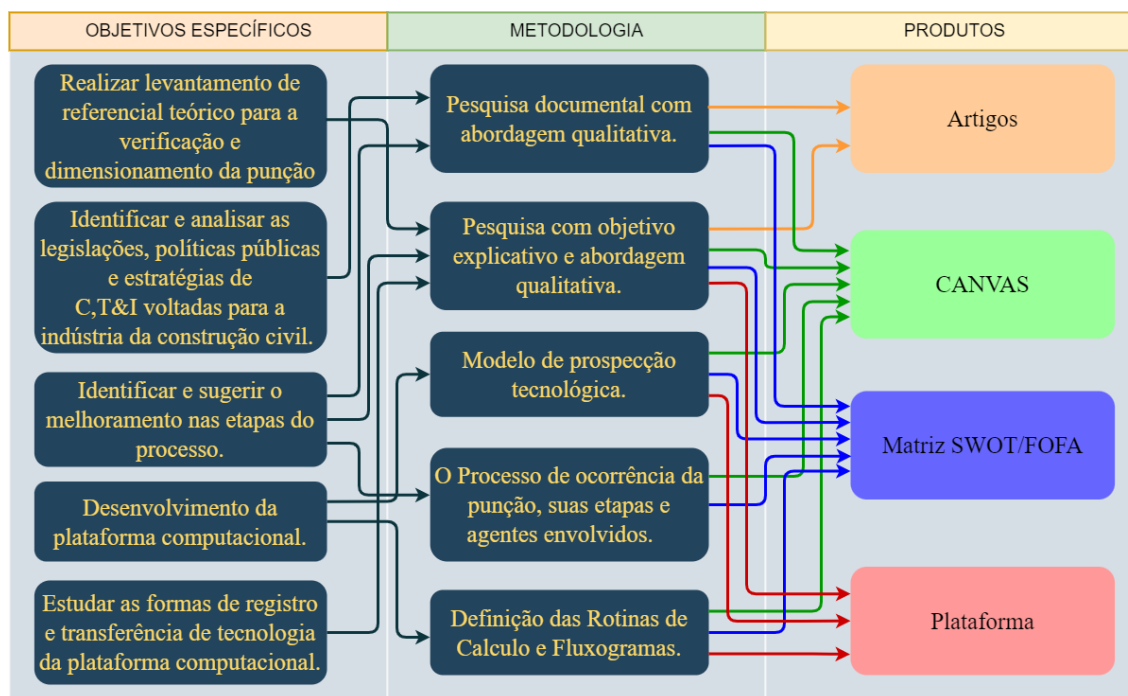 OBJETIVOS ESPECÍFICOS
METODOLOGIA
PRODUTOS
Realizar levantamento de
referencial teórico para a
verificação e
dimensionamento da punção
Identificar e analisar as
legislações, políticas públicas
e estratégias de
C,T&I voltadas para a
indústria da construção civil.
Identificar e sugerir o
melhoramento nas etapas do
processo.
Desenvolvimento da
plataforma computacional.
Estudar as formas de registro
e transferência de tecnologia
da plataforma computacional.
Pesquisa documental com
abordagem qualitativa.
Pesquisa com objetivo
explicativo e abordagem
qualitativa.
Modelo de prospecção
tecnológica.
O Processo de ocorrência da
punção, suas etapas e
agentes envolvidos.
Definição das Rotinas de
Calculo e Fluxogramas.
Artigos
CANVAS
Matriz SWOT/FOFA
Plataforma